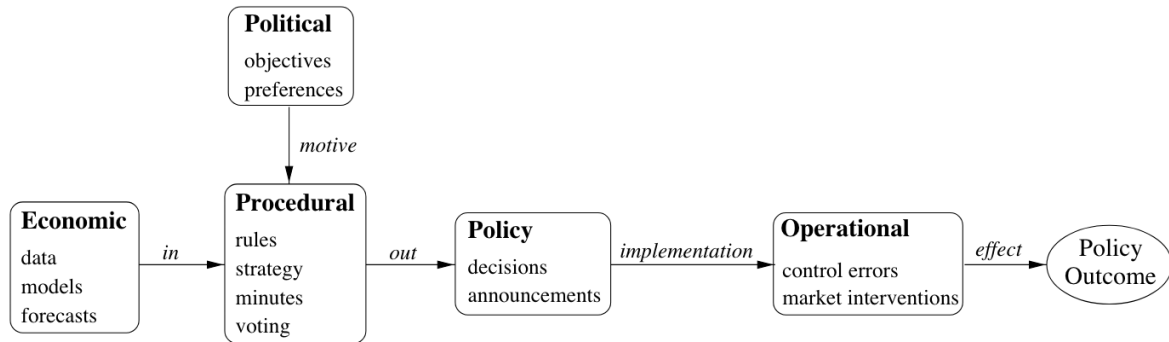 Political
objectives
preferences
motive
Economic
data
models
forecasts
in
Procedural
rules
strategy
minutes
voting
out
Policy
decisions
announcements
implementation
Operational
control errors
market interventions
effect
Policy
Outcome